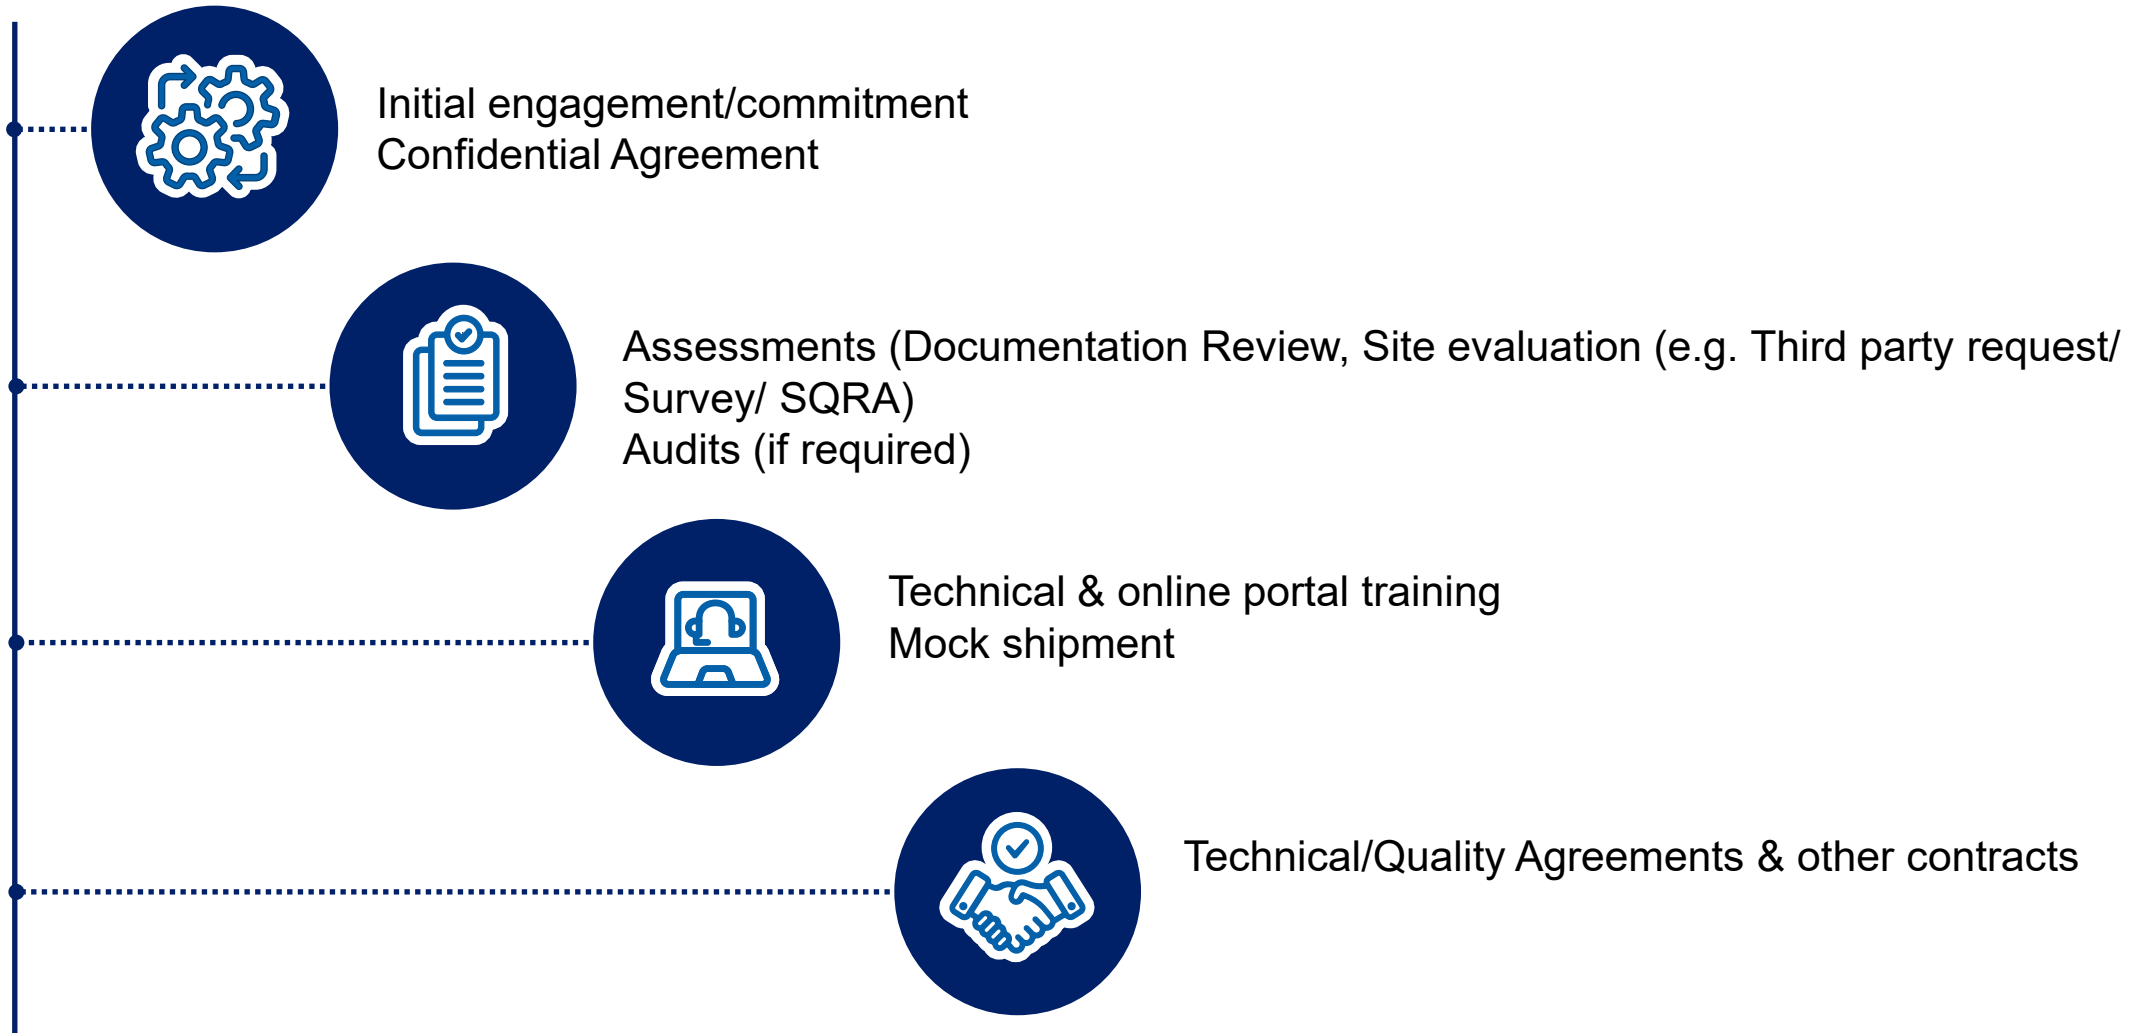 Initial engagement/commitment
Confidential Agreement
Assessments (Documentation Review, Site evaluation (e.g. Third party request/
Survey/ SQRA)
Audits (if required)
Technical & online portal training
Mock shipment
Technical/Quality Agreements & other contracts